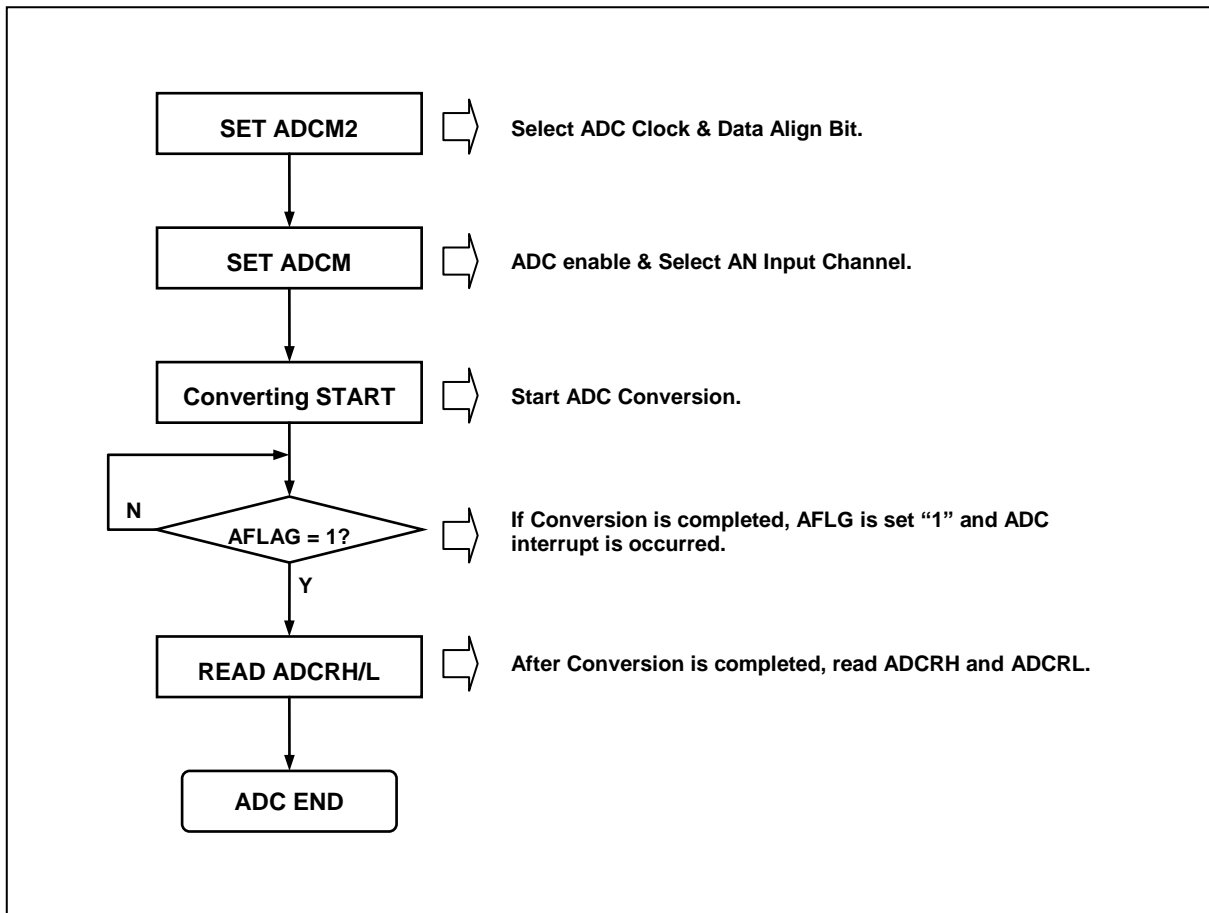 SET ADCM2
Select ADC Clock & Data Align Bit.
SET ADCM
ADC enable & Select AN Input Channel.
Converting START
Start ADC Conversion.
N
AFLAG = 1?
If Conversion is completed, AFLG is set “1” and ADC
interrupt is occurred.
Y
READ ADCRH/L
After Conversion is completed, read ADCRH and ADCRL.
ADC END